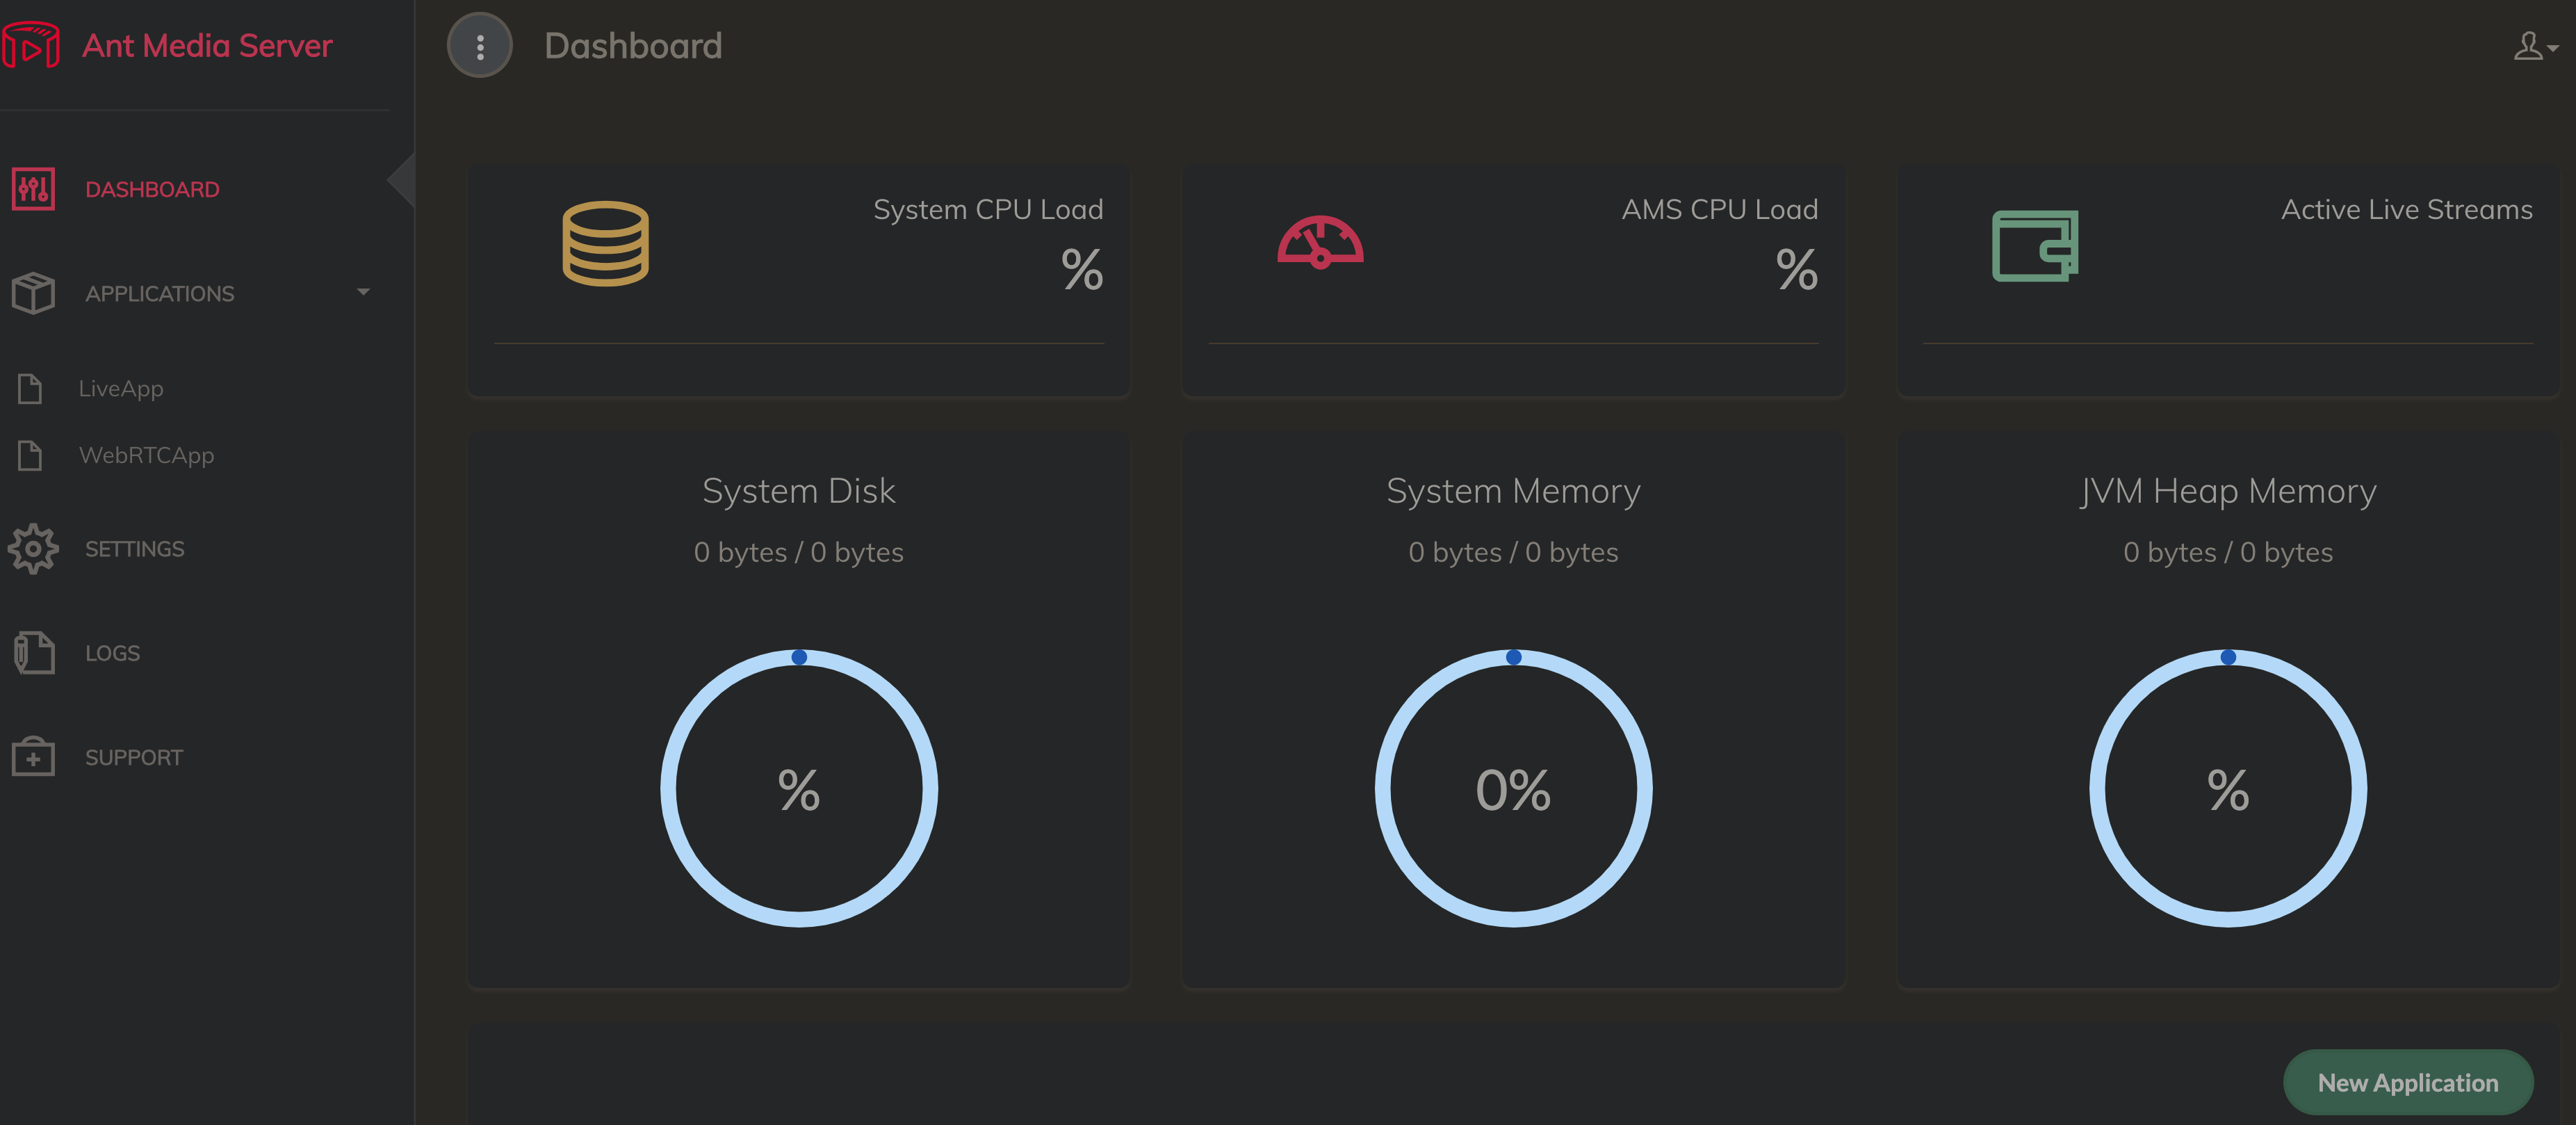 Ant Media Server
Dashboard
DASHBOARD
APPLICATIONS
LiveApp
WebRTCApp
SETTINGS
LOGS
SUPPORT
System CPU Load
%
AMS CPU Load
%
Active Live Streams
System Disk
0 bytes / 0 bytes
%
System Memory
0 bytes / 0 bytes
0%
JVM Heap Memory
0 bytes / 0 bytes
%
New Application